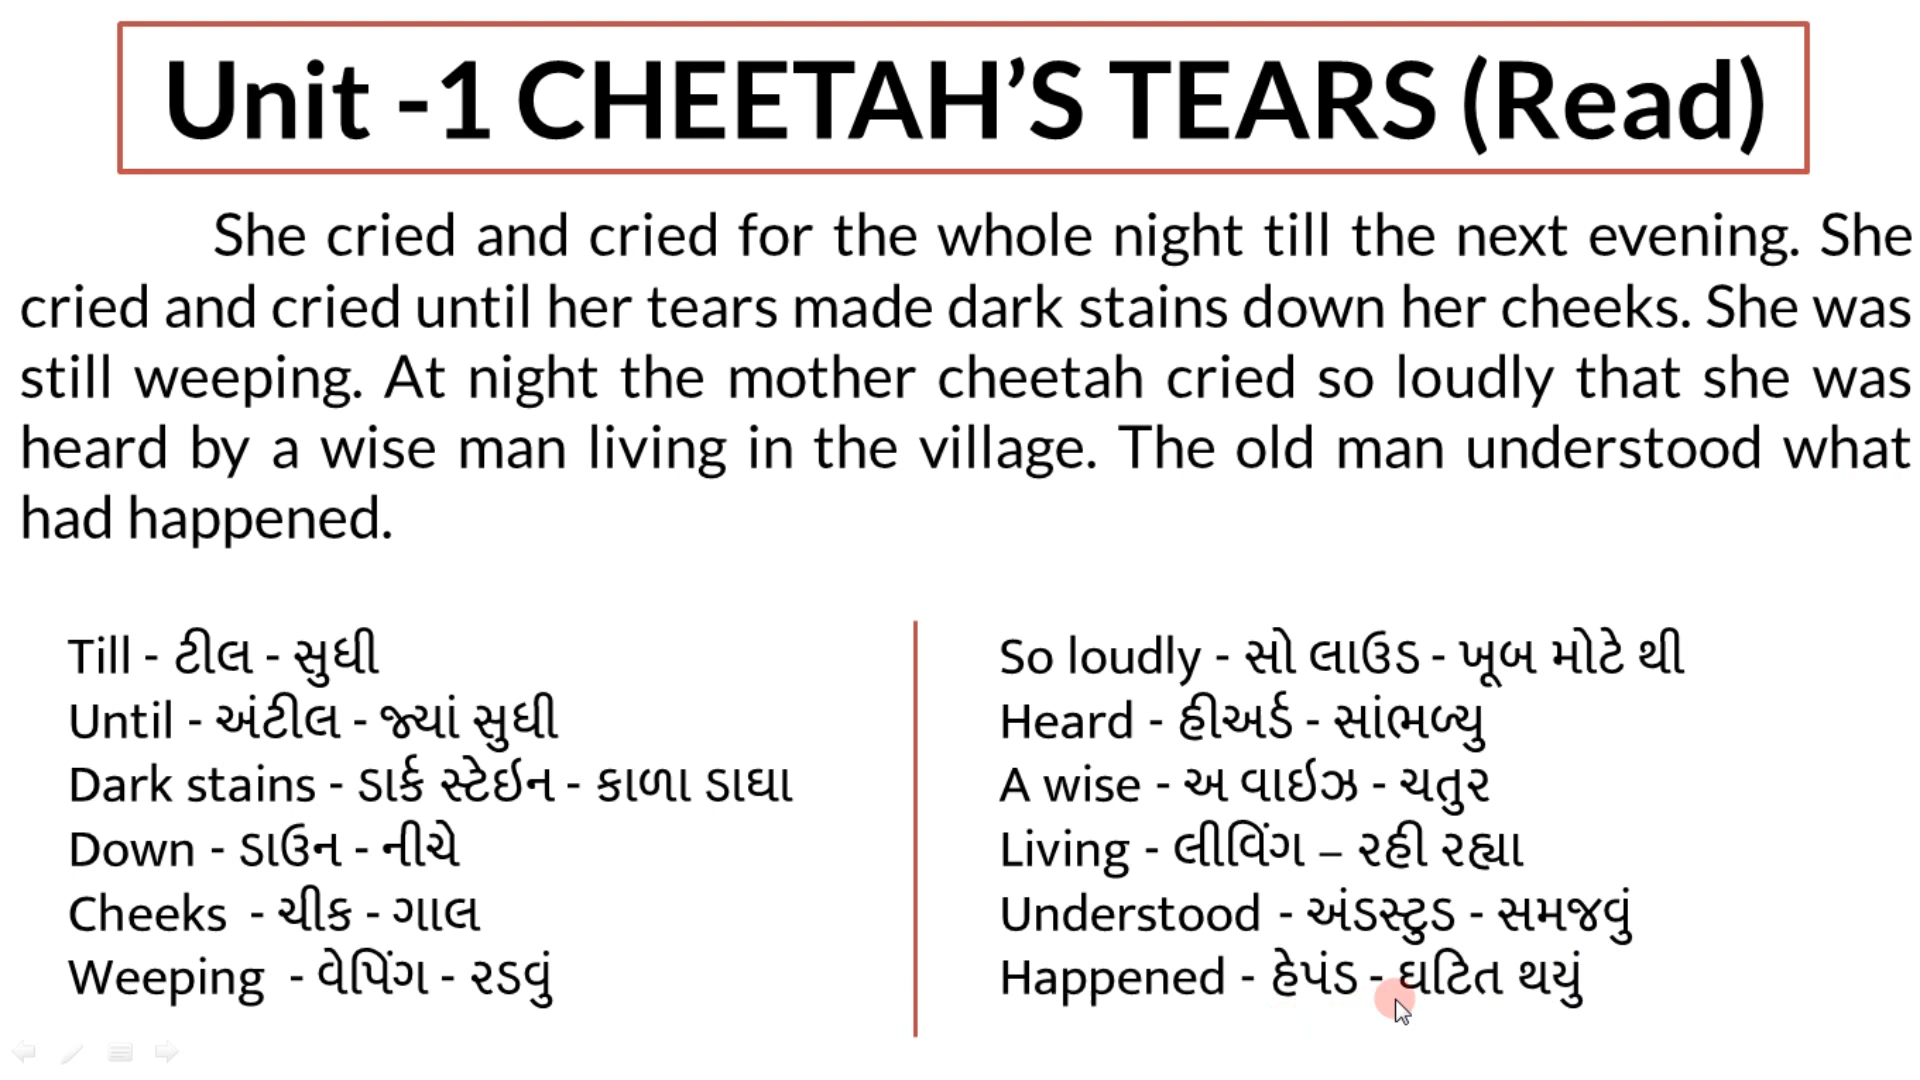 Unit -1 CHEETAH’S TEARS (Read)
She cried and cried for the whole night till the next evening. She
cried and cried until her tears made dark stains down her cheeks. She was
still weeping. At night the mother cheetah cried so loudly that she was
heard by a wise man living in the village. The old man understood what
had happened.
Till - ટીલ - સુધી
Until - અંટીલ - જ્યાં સુધી
Dark stains - ડાર્ક સ્ટેઇન - કાળા ડાઘા
Down - ડાઉન - નીચે
Cheeks - ચીક - ગાલ
Weeping - વેપિંગ - રડવું
So loudly - સો લાઉડ - ખૂબ મોટે થી
Heard - હીઅર્ડ - સાંભળ્યુ
A wise - અ વાઇઝ - ચતુર
Living - લીવિંગ – રહી રહ્યા
Understood - અંડસ્ટુડ - સમજવું
Happened - હેપંડ - ઘટિત થયું